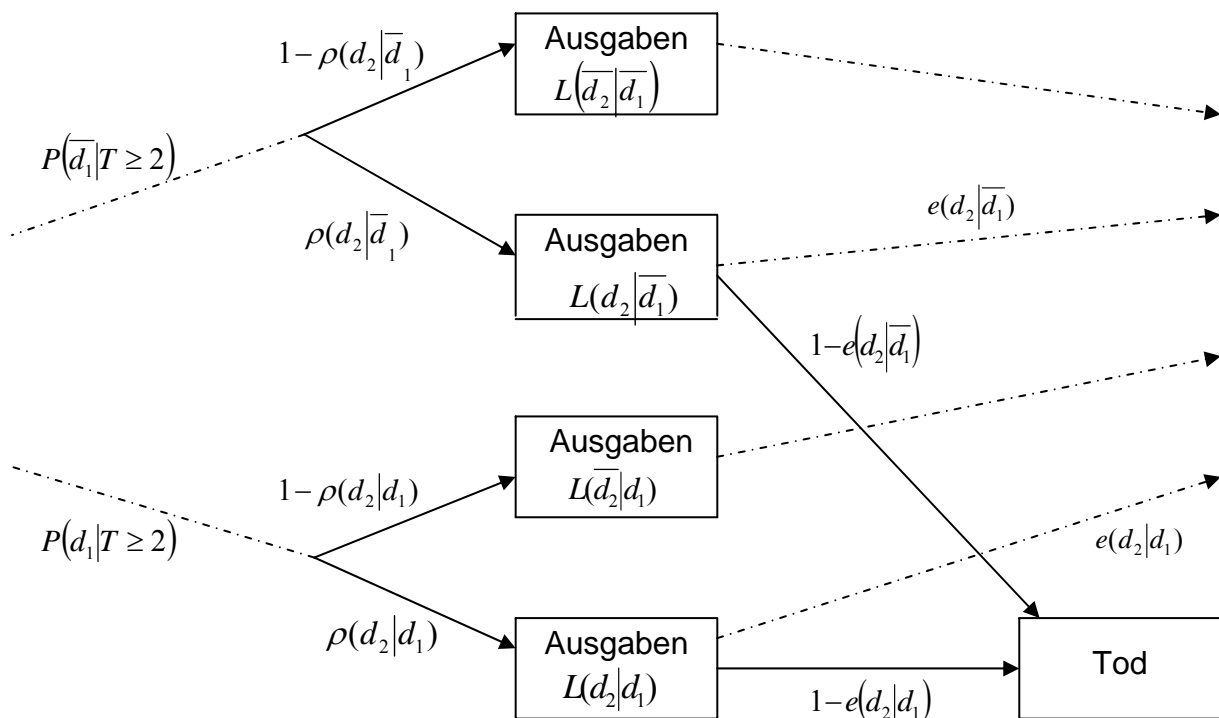 1− ρ(d₂|d̅₁)
Ausgaben
L(d̅₂|d̅₁)
P(d̅₁|T ≥ 2)
ρ(d₂|d̅₁)
Ausgaben
L(d₂|d̅₁)
e(d₂|d̅₁)
1−e(d₂|d̅₁)
1− ρ(d₂|d₁)
Ausgaben
L(d̅₂|d₁)
P(d₁|T ≥ 2)
e(d₂|d₁)
ρ(d₂|d₁)
Ausgaben
L(d₂|d₁)
1−e(d₂|d₁)
Tod